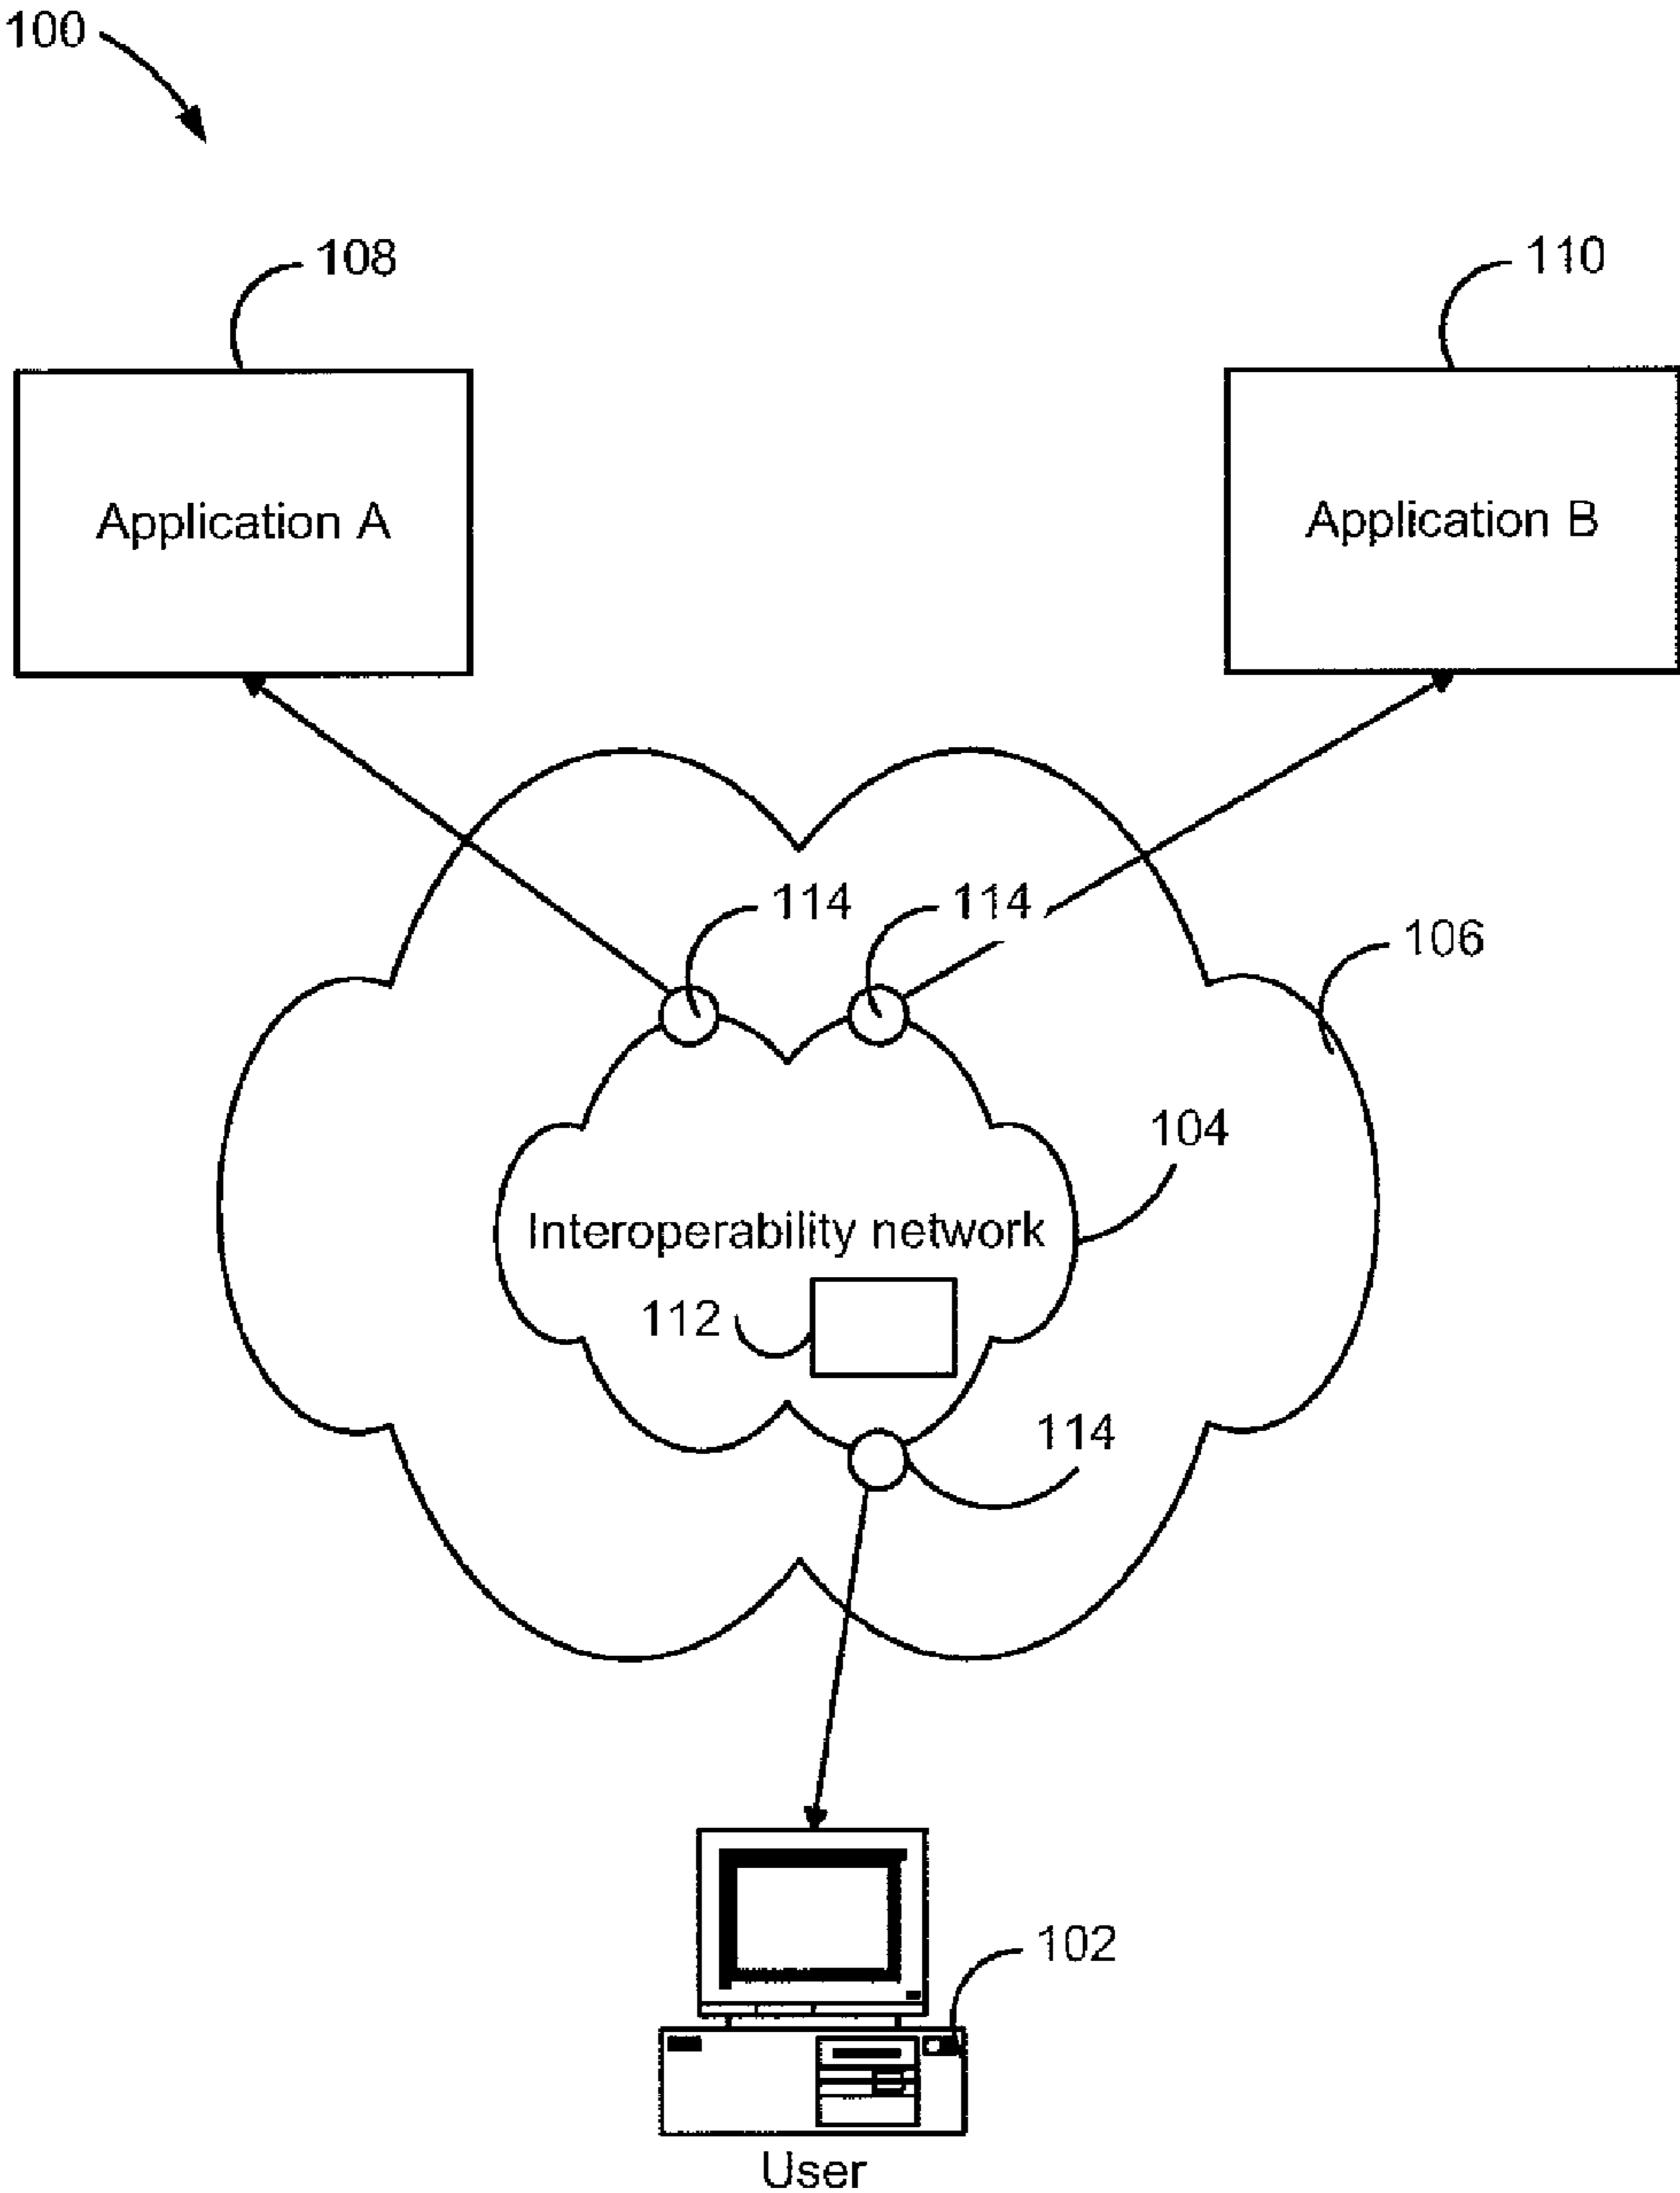 100
108
110
Application A
Application B
114
114
106
104
Interoperability network
112
114
102
User